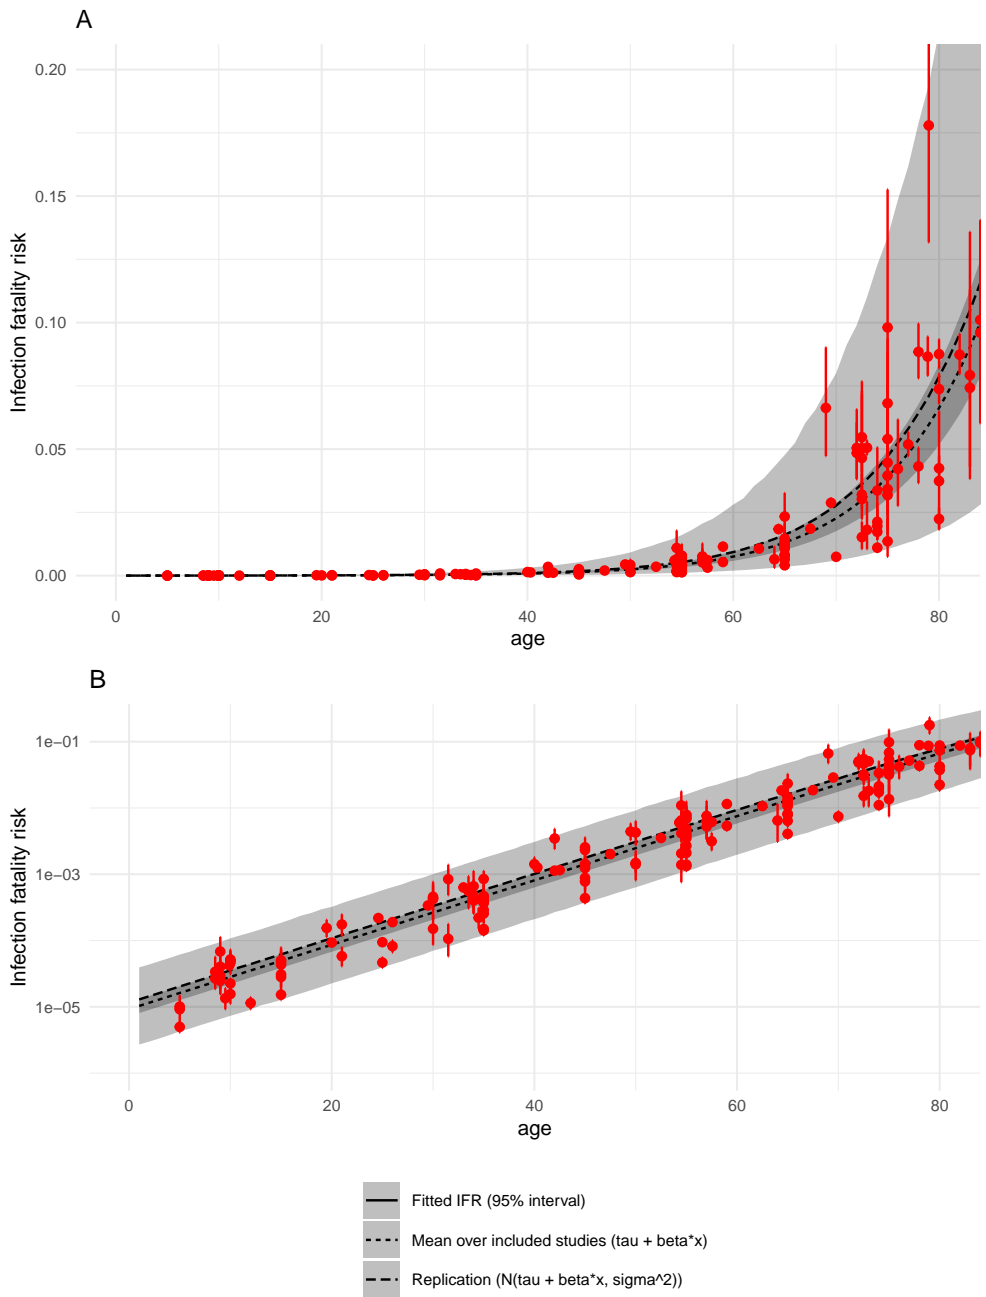 A
0.20
0.15
0.10
0.05
0.00
Infection fatality risk
0 20 40 60 80
age
B
1e−01
1e−03
1e−05
Infection fatality risk
0 20 40 60 80
age
Fitted IFR (95% interval)
Mean over included studies (tau + beta*x)
Replication (N(tau + beta*x, sigma^2))